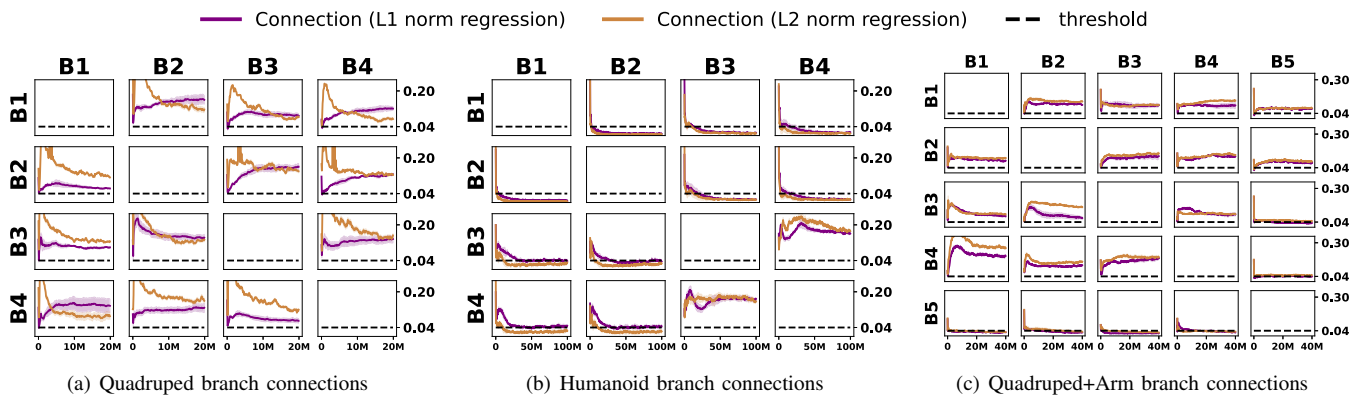 Connection (L1 norm regression) Connection (L2 norm regression) threshold
B1 B2 B3 B4
B1 0.20
0.04
B2 0.20
0.04
B3 0.20
0.04
B4 0.20
0.04
0 10M 20M 0 10M 20M 0 10M 20M 0 10M 20M
(a) Quadruped branch connections
B1 B2 B3 B4
B1 0.20
0.04
B2 0.20
0.04
B3 0.20
0.04
B4 0.20
0.04
0 50M 100M 0 50M 100M 0 50M 100M 0 50M 100M
(b) Humanoid branch connections
B1 B2 B3 B4 B5
B1 0.30
0.04
B2 0.30
0.04
B3 0.30
0.04
B4 0.30
0.04
B5 0.30
0.04
0 20M 40M 0 20M 40M 0 20M 40M 0 20M 40M 0 20M 40M
(c) Quadruped+Arm branch connections